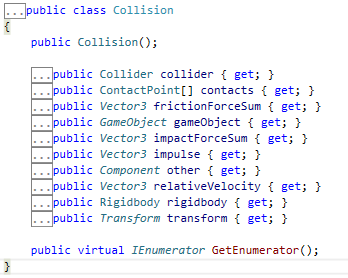 ...public class Collision
{
public Collision();
...public Collider collider { get; }
...public ContactPoint[] contacts { get; }
...public Vector3 frictionForceSum { get; }
...public GameObject gameObject { get; }
...public Vector3 impactForceSum { get; }
...public Vector3 impulse { get; }
...public Component other { get; }
...public Vector3 relativeVelocity { get; }
...public Rigidbody rigidbody { get; }
...public Transform transform { get; }
public virtual IEnumerator GetEnumerator();
}